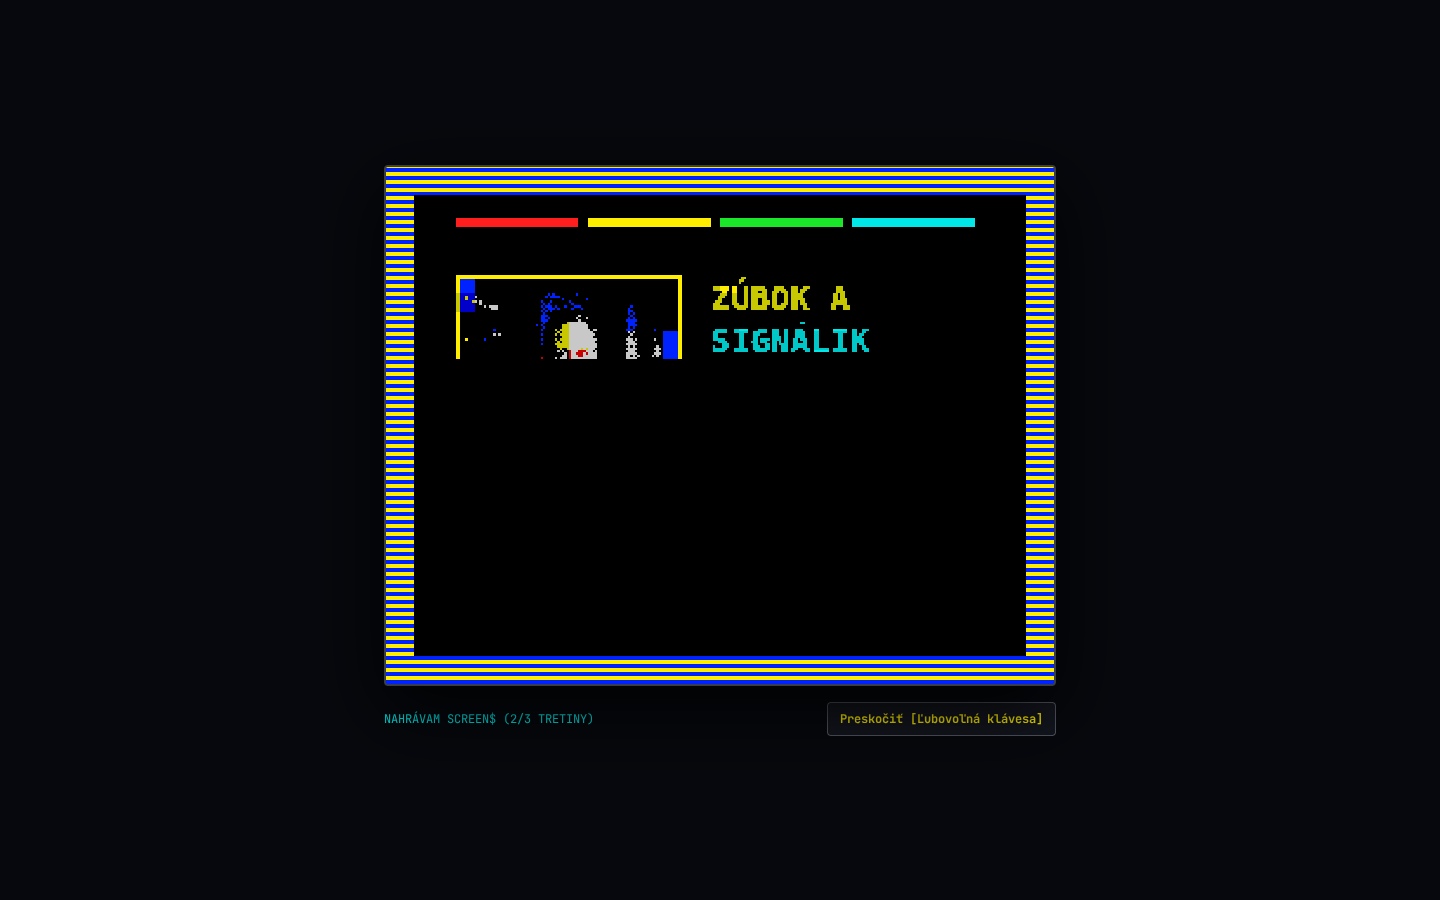 ZÚBOK A
SIGNÁLIK
NAHRÁVAM SCREEN$ (2/3 TRETINY)
Preskočiť [Ľubovoľná klávesa]